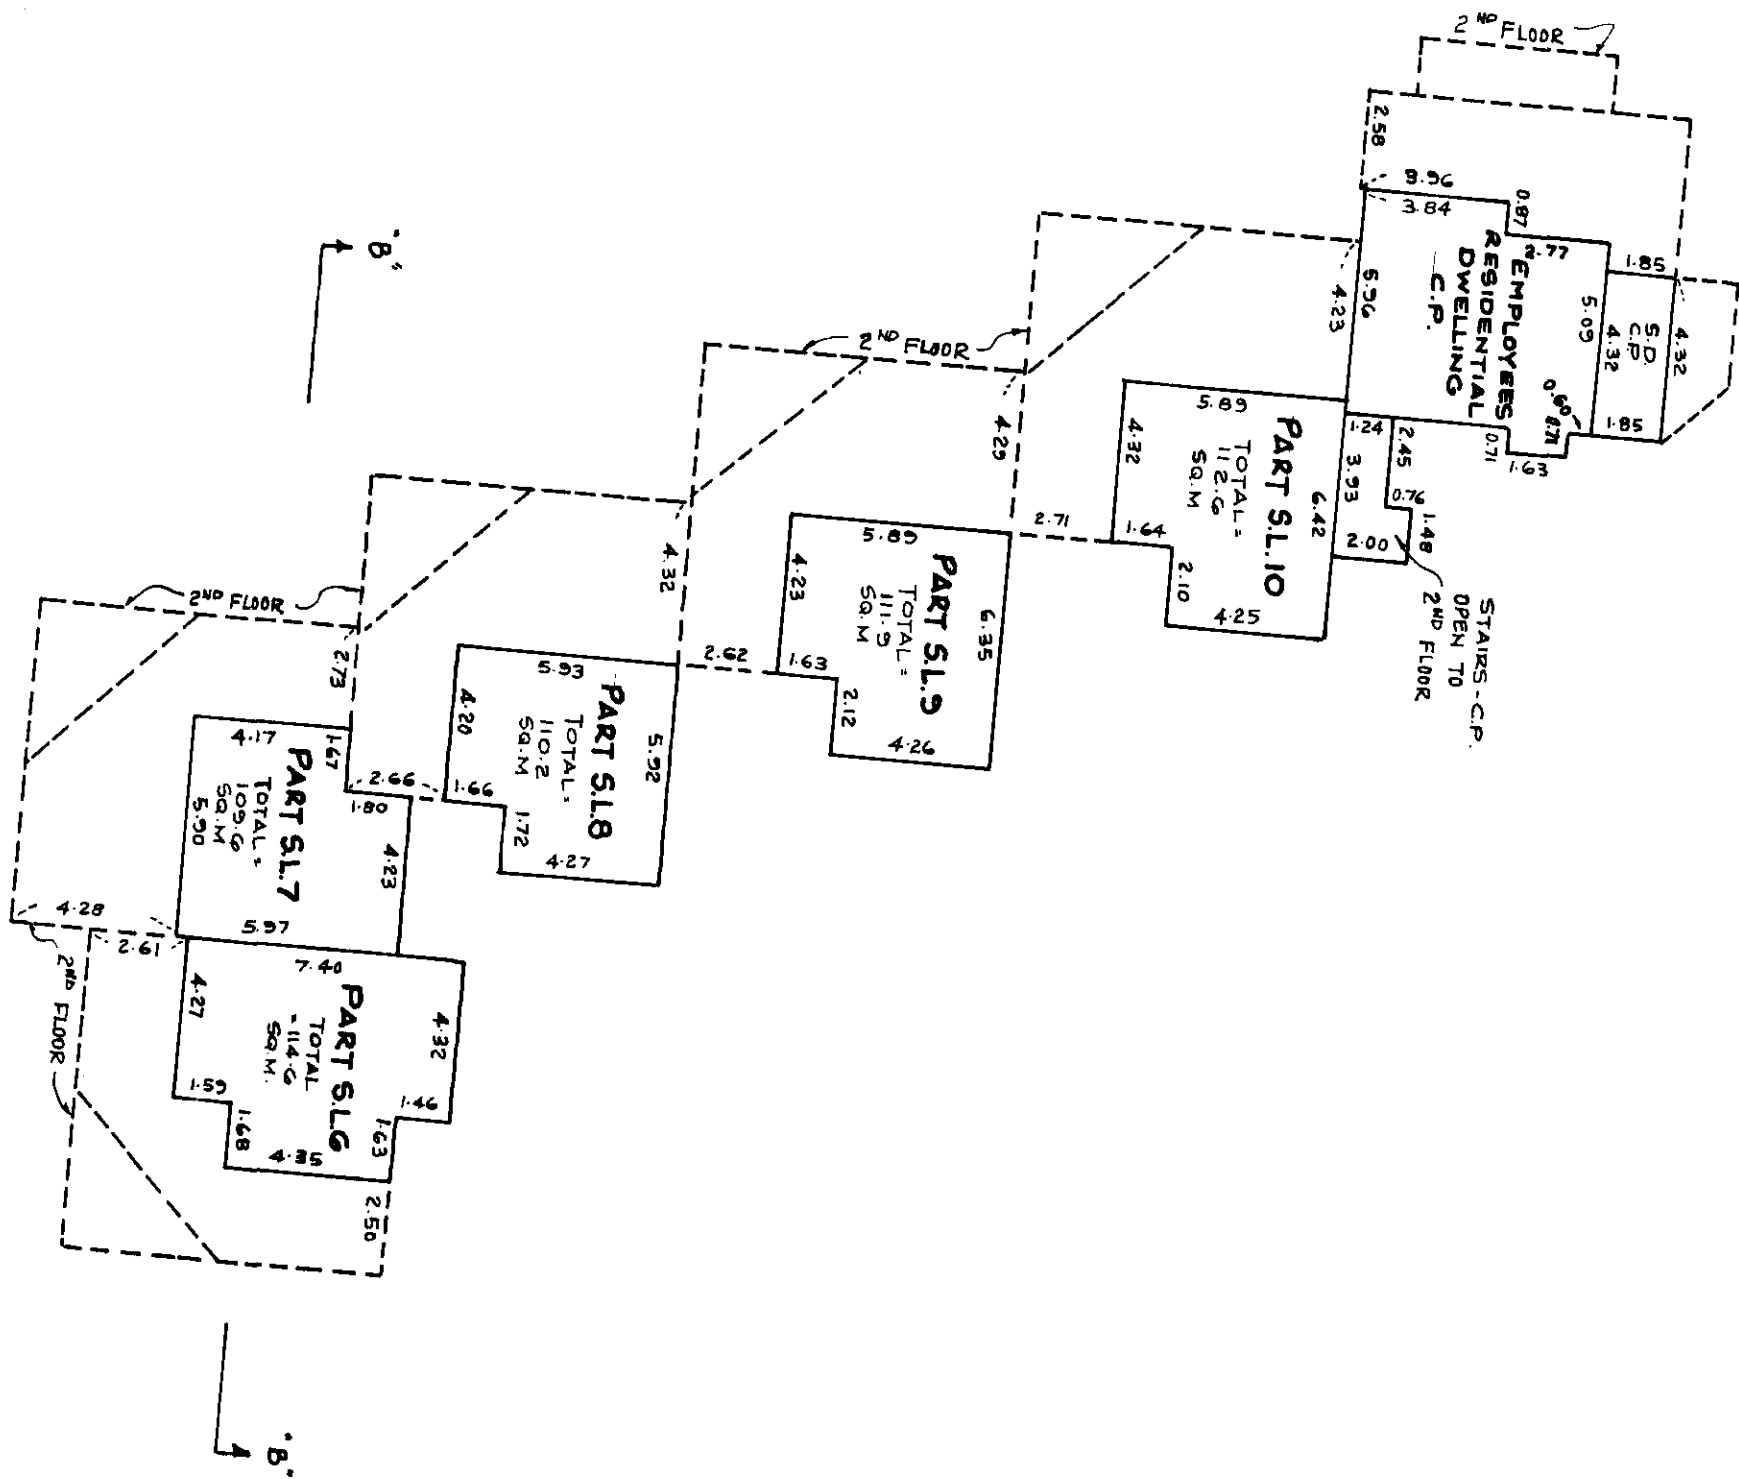 2ND FLOOR
2.58
3.96
3.84
0.87
2.77
1.85
EMPLOYEES
RESIDENTIAL
DWELLING
C.P.
5.96
4.23
5.09
4.32
S.D.
C.P
4.32
0.60
0.71
1.85
1.63
0.71
1.24
2.45
0.76
1.48
3.93
2.00
STAIRS-C.P.
OPEN TO
2ND FLOOR
"B"
2ND FLOOR
4.29
5.89
4.32
PART S.L.10
TOTAL =
112.6
SQ.M
6.42
1.64
2.10
4.25
2.71
5.89
4.23
PART S.L.9
TOTAL =
111.9
SQ.M
6.35
1.63
2.12
4.26
2.62
4.32
5.93
4.20
PART S.L.8
TOTAL =
110.2
SQ.M
5.92
1.66
1.72
4.27
2ND FLOOR
2.73
4.17
1.67
2.66
1.80
PART S.L.7
TOTAL =
109.6
SQ.M
5.90
4.23
4.28
5.97
2.61
2ND FLOOR
7.40
4.27
PART S.L.6
TOTAL
= 114.6
SQ.M.
4.32
1.59
1.46
1.68
1.63
4.35
2.50
"B"